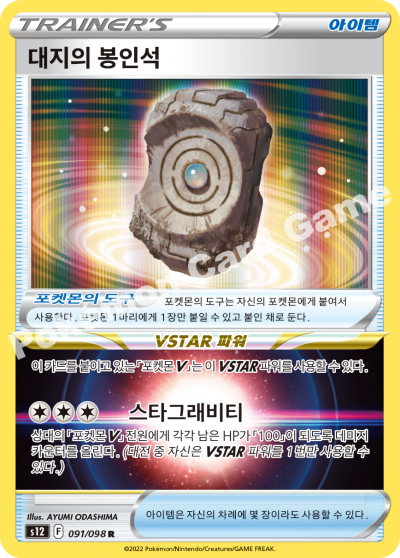 TRAINER'S 아이템
대지의 봉인석
Pokémon Card Game
포켓몬의 도구 포켓몬의 도구는 자신의 포켓몬에게 붙여서
사용한다. 포켓몬 1마리에게 1장만 붙일 수 있고 붙인 채로 둔다.
VSTAR 파워
이 카드를 붙이고 있는 「포켓몬 V」는 이 VSTAR 파워를 사용할 수 있다.
스타그래비티
상대의 「포켓몬 V」 전원에게 각각 남은 HP가 「100」이 되도록 데미지
카운터를 올린다. (대전 중 자신은 VSTAR 파워를 1번만 사용할 수
있다.)
Illus. AYUMI ODASHIMA
s12 F 091/098 R
아이템은 자신의 차례에 몇 장이라도 사용할 수 있다.
©2022 Pokémon/Nintendo/Creatures/GAME FREAK.